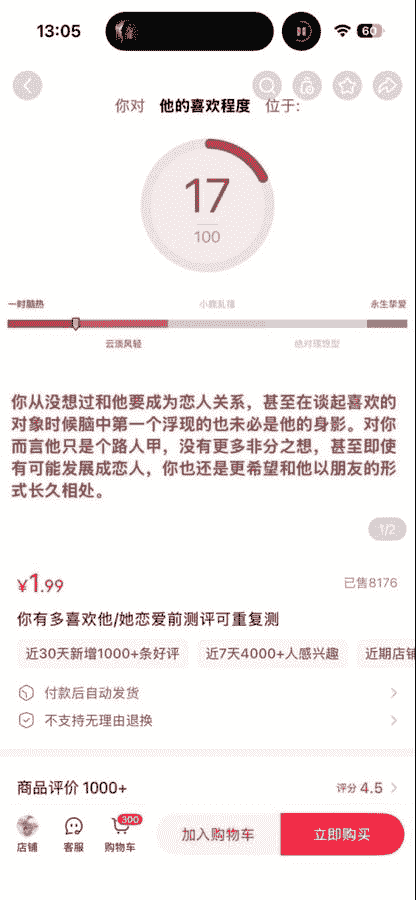 13:05
60
你对 他的喜欢程度 位于:
17
100
一时脑热 小鹿乱撞 永生挚爱
云淡风轻 绝对理想型
你从没想过和他要成为恋人关系，甚至在谈起喜欢的
对象时候脑中第一个浮现的也未必是他的身影。对你
而言他只是个路人甲，没有更多非分之想，甚至即使
有可能发展成恋人，你也还是更希望和他以朋友的形
式长久相处。
1/2
¥1.99 已售8176
你有多喜欢他/她恋爱前测评可重复测
近30天新增1000+条好评 近7天4000+人感兴趣 近期店铺
付款后自动发货
不支持无理由退换
商品评价 1000+ 评分 4.5
300
店铺 客服 购物车 加入购物车 立即购买